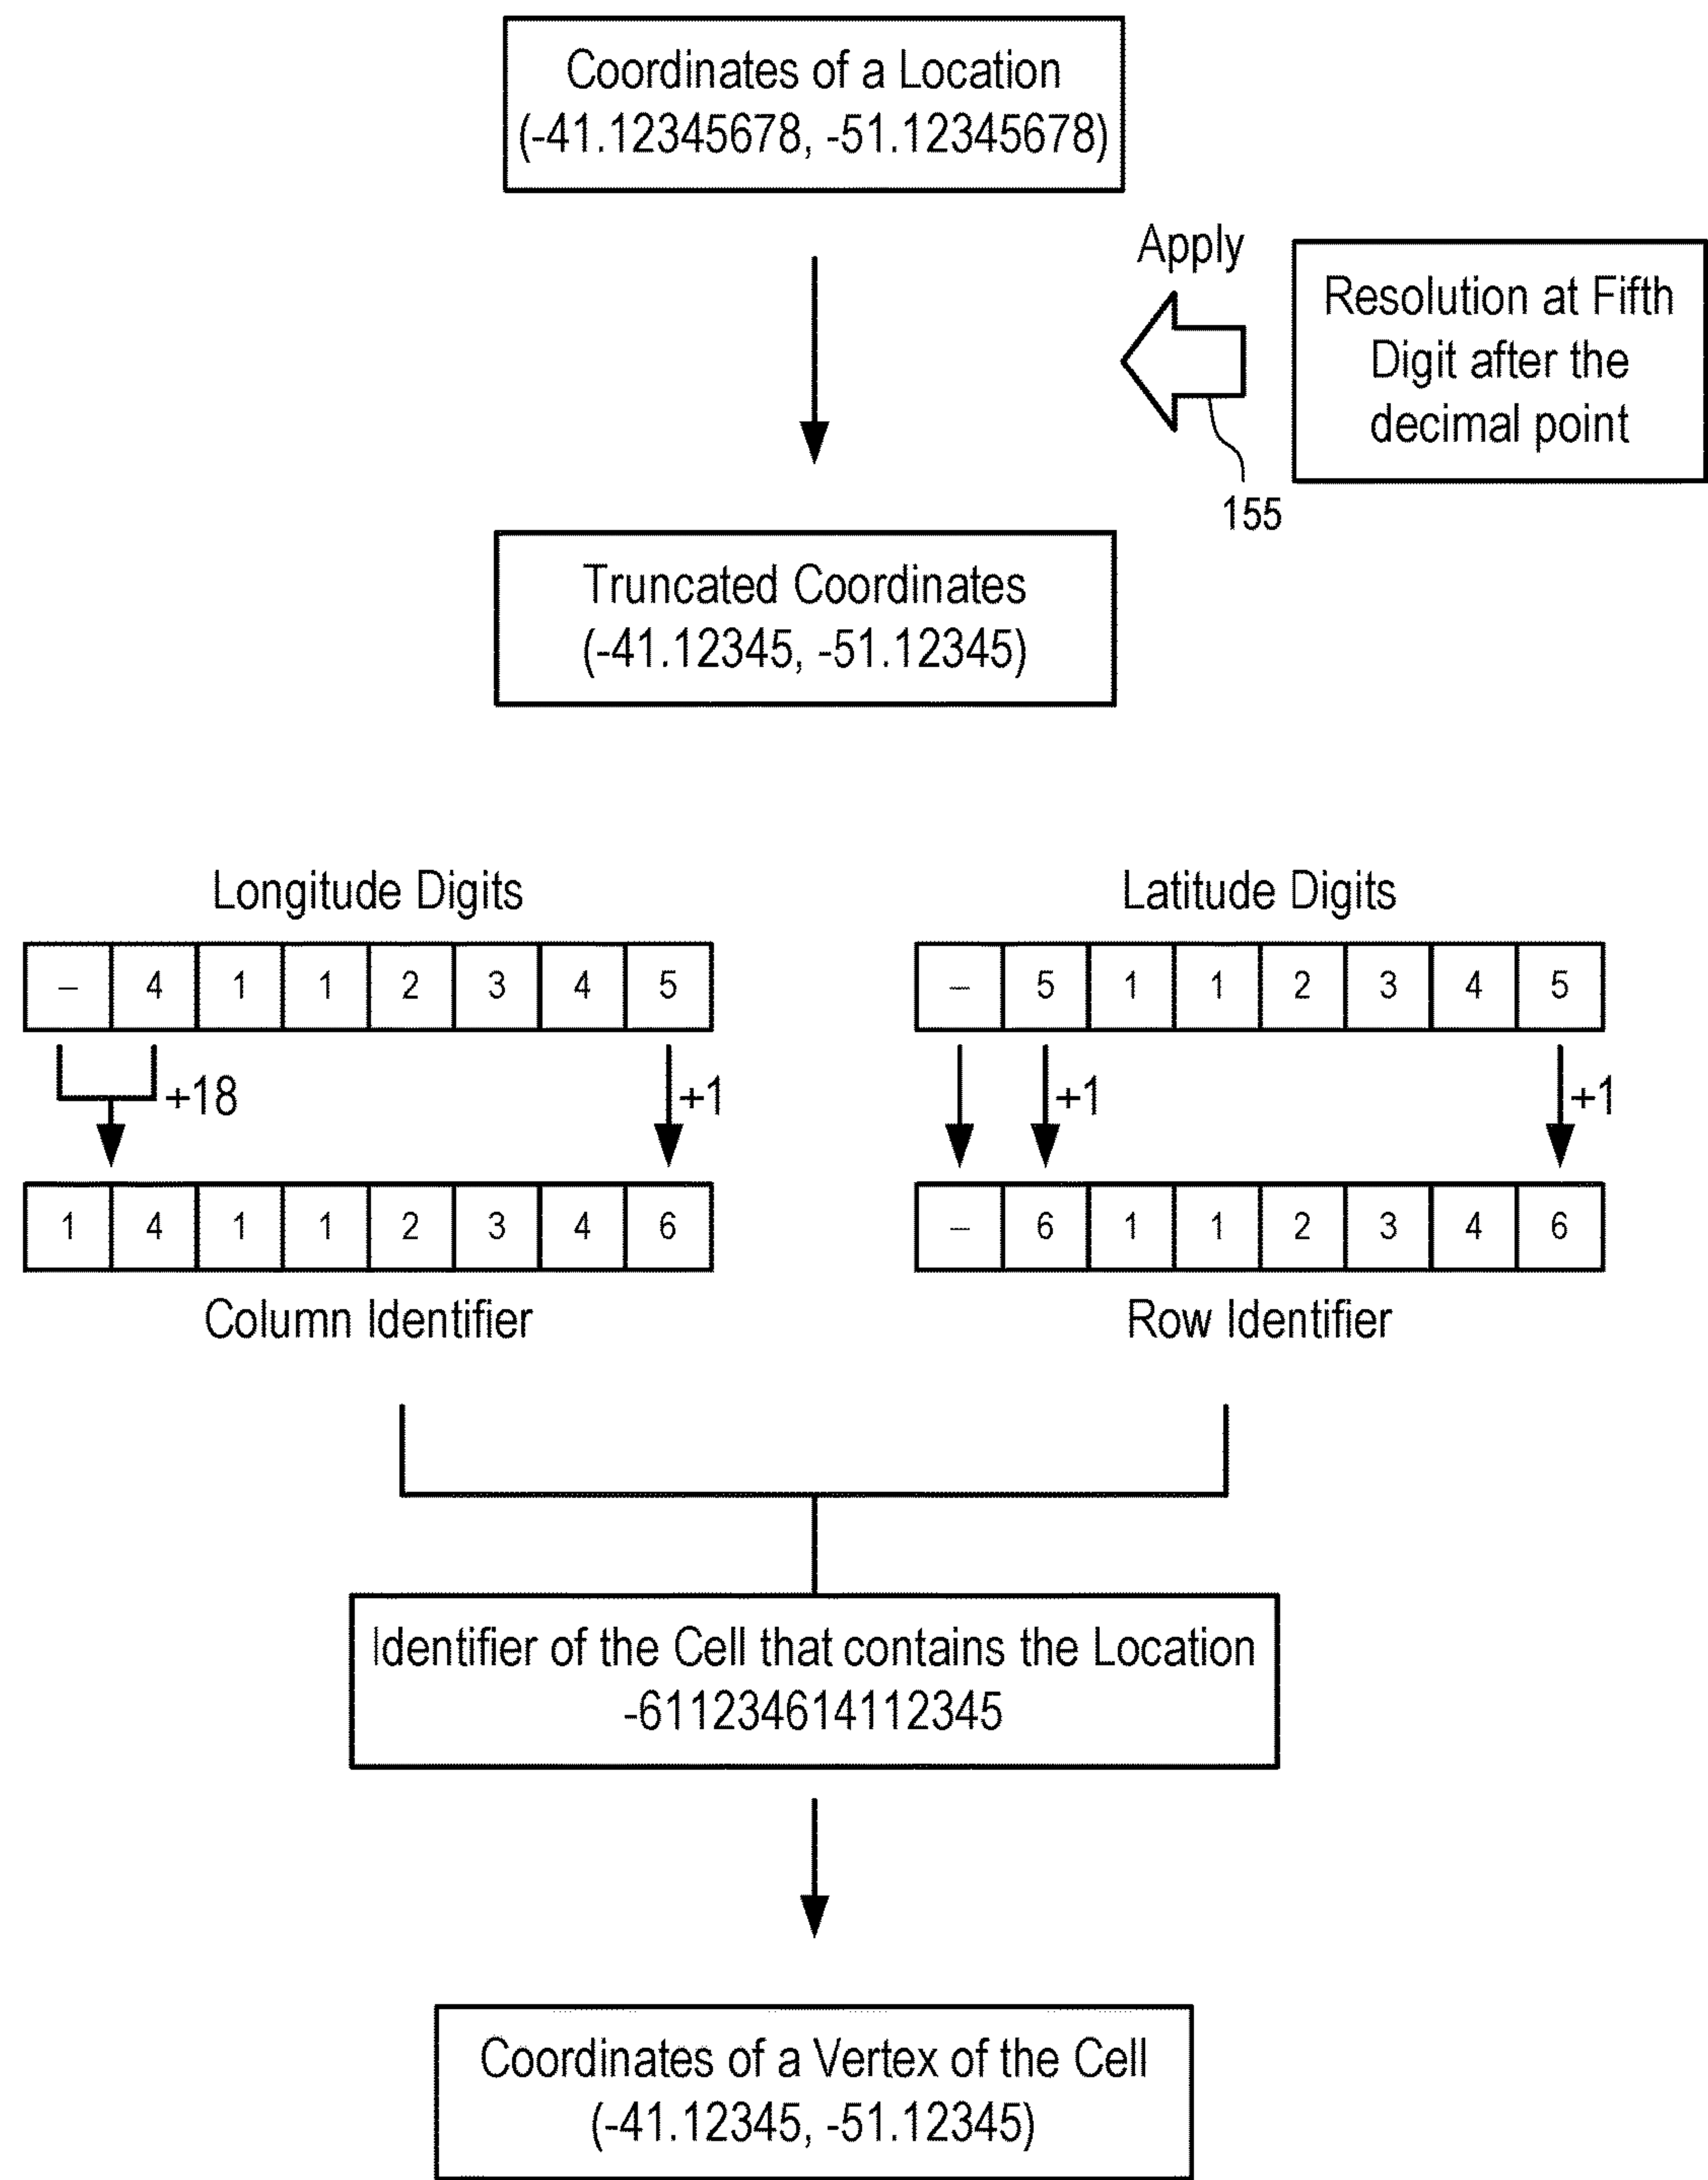 Coordinates of a Location
(-41.12345678, -51.12345678)
Apply
Resolution at Fifth
Digit after the
decimal point
155
Truncated Coordinates
(-41.12345, -51.12345)
Longitude Digits
– 4 1 1 2 3 4 5
+18
+1
1 4 1 1 2 3 4 6
Column Identifier
Latitude Digits
– 5 1 1 2 3 4 5
+1
+1
– 6 1 1 2 3 4 6
Row Identifier
Identifier of the Cell that contains the Location
-611234614112345
Coordinates of a Vertex of the Cell
(-41.12345, -51.12345)